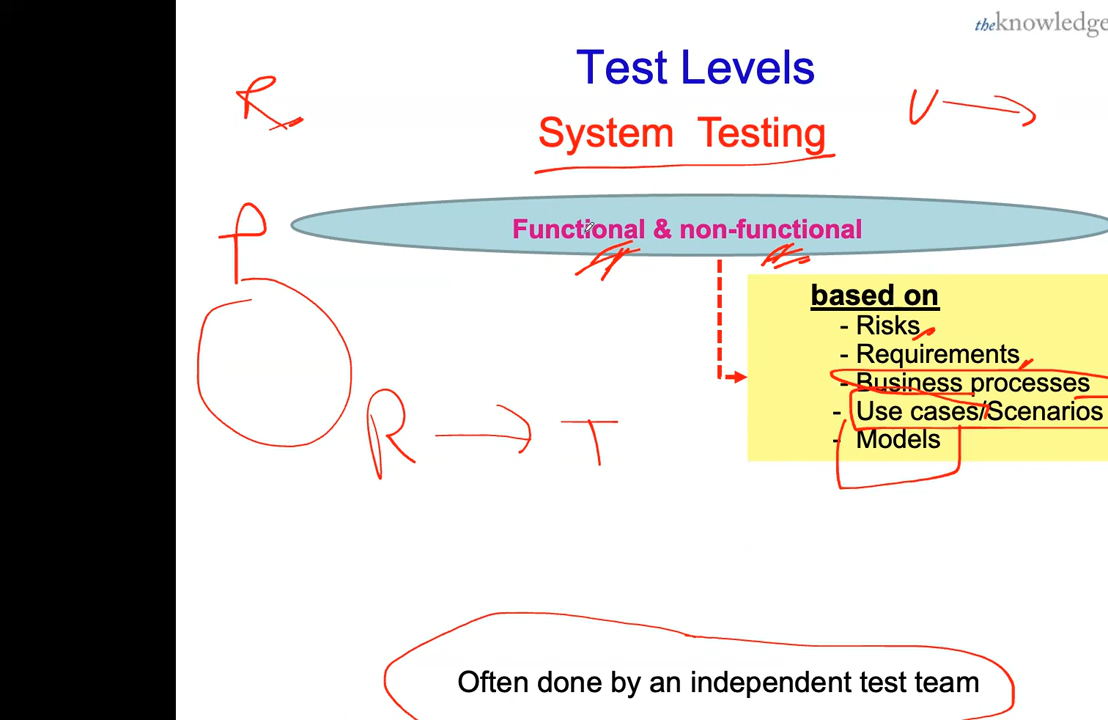 theknowledge
Test Levels
R
U
System Testing
Functional & non-functional
P
based on
- Risks
- Requirements
- Business processes
- Use cases/Scenarios
R → T
- Models
Often done by an independent test team